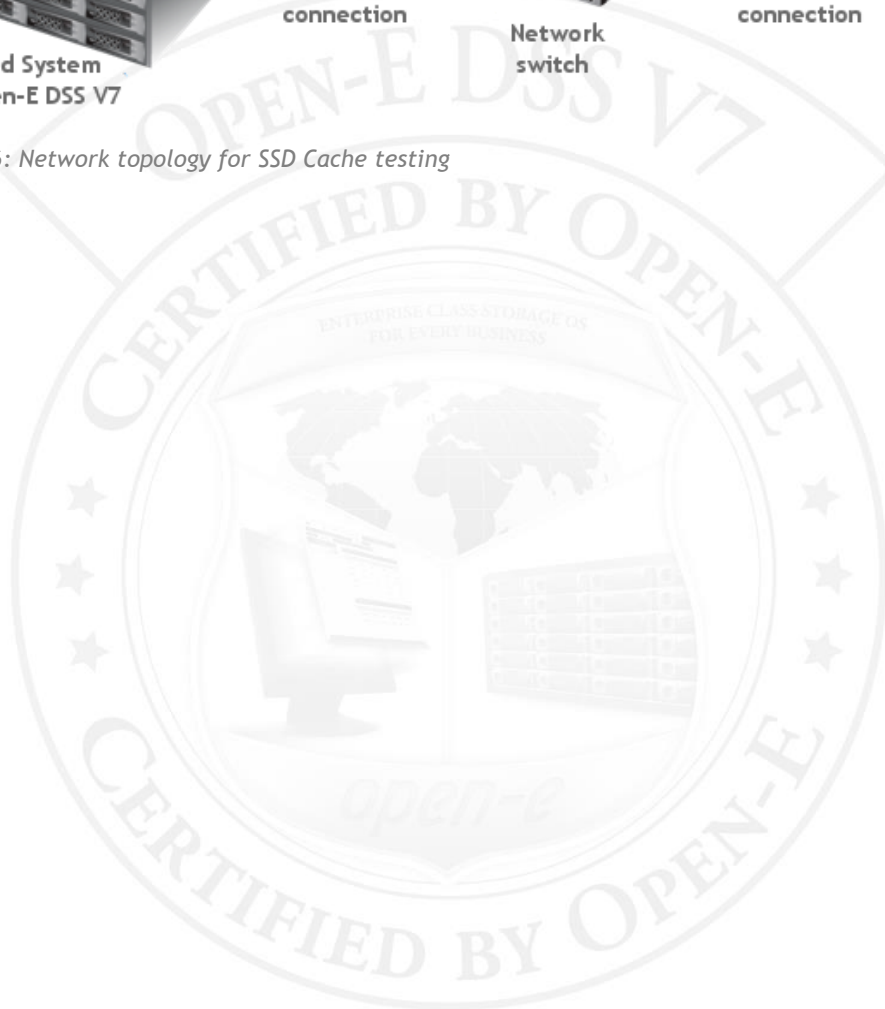 connection
connection
Network
switch
d System
n-E DSS V7
: Network topology for SSD Cache testing
OPEN-E DSS V7
CERTIFIED BY OPEN-E
ENTERPRISE CLASS STORAGE OS
FOR EVERY BUSINESS
open-e
CERTIFIED BY OPEN-E